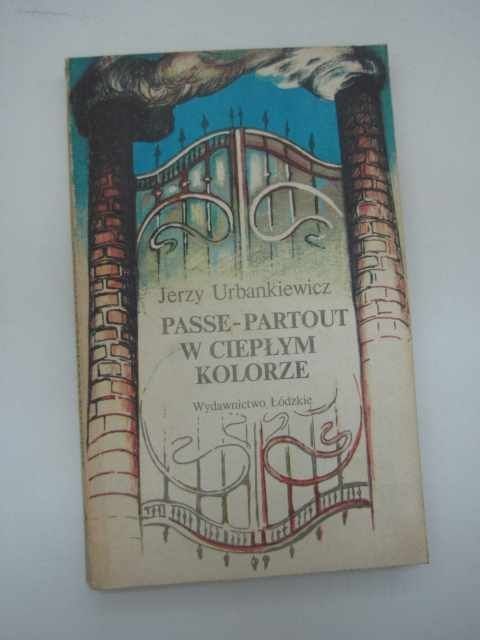 Jerzy Urbankiewicz
PASSE-PARTOUT
W CIEPŁYM
KOLORZE
Wydawnictwo Łódzkie